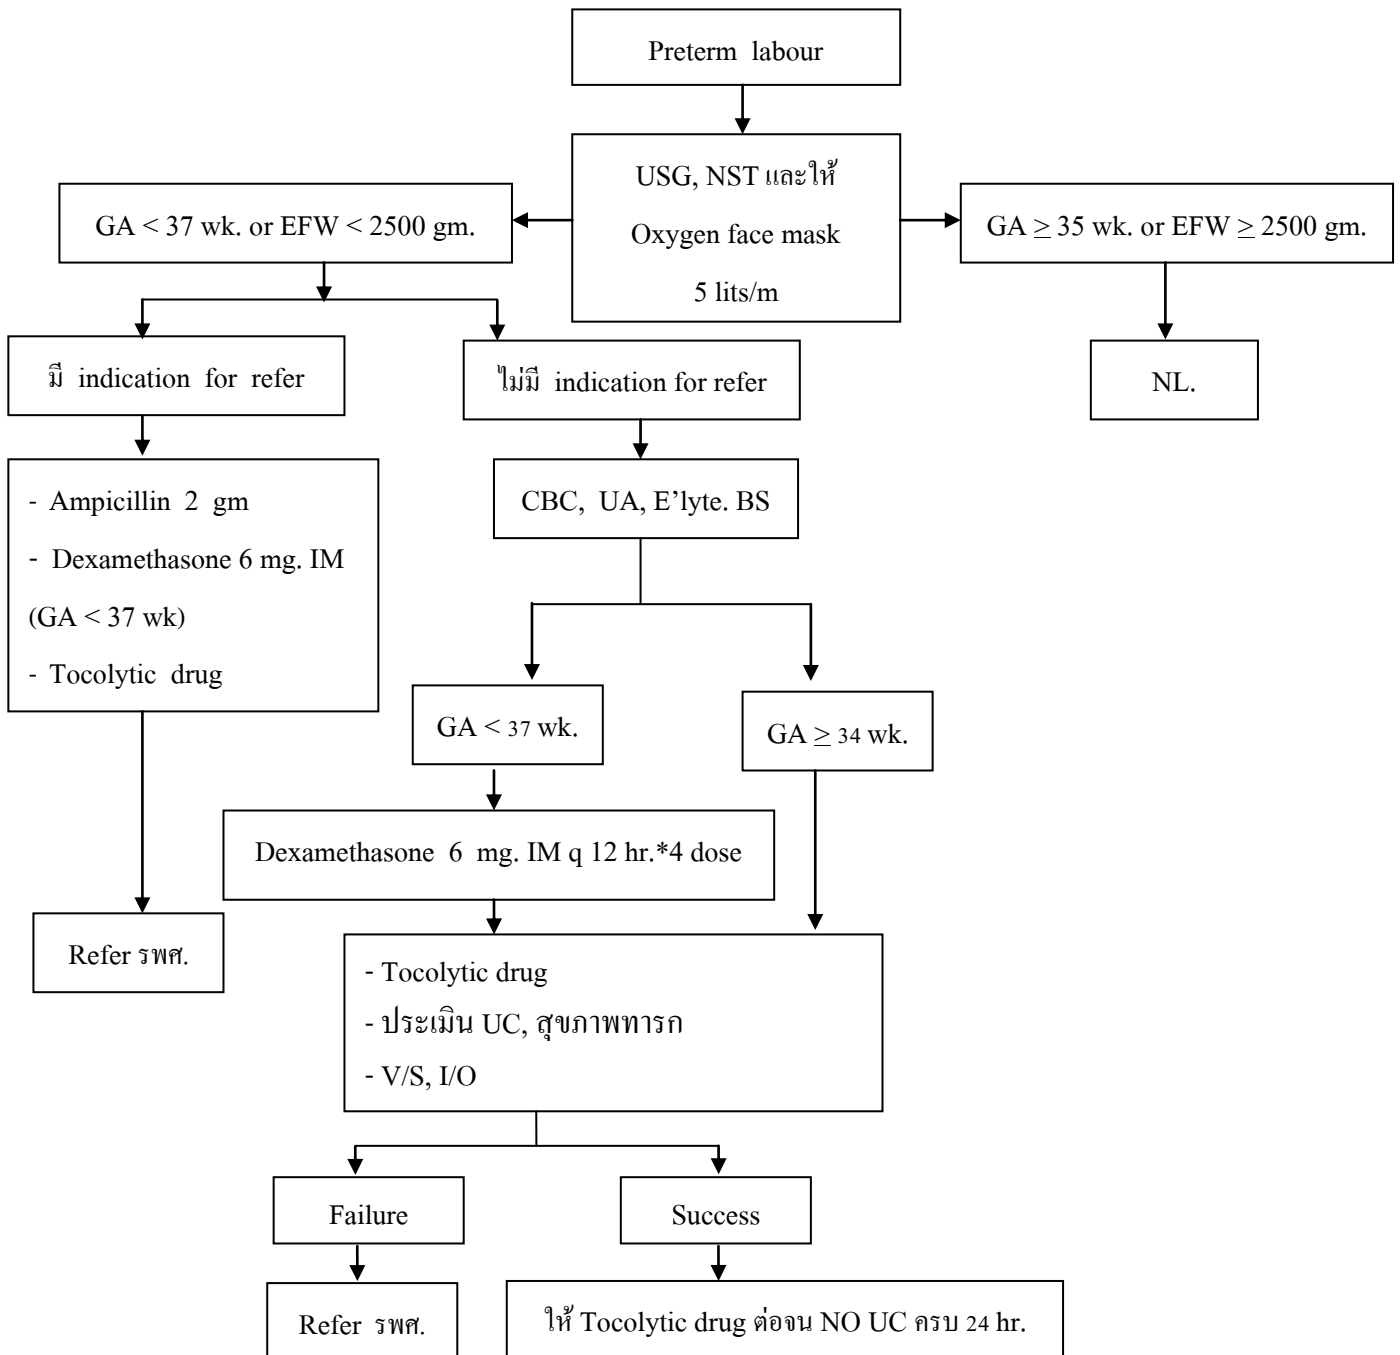 Preterm labour
USG, NST และให้
Oxygen face mask
5 lits/m
GA < 37 wk. or EFW < 2500 gm.
GA ≥ 35 wk. or EFW ≥ 2500 gm.
มี indication for refer
ไม่มี indication for refer
NL.
- Ampicillin 2 gm
- Dexamethasone 6 mg. IM
(GA < 37 wk)
- Tocolytic drug
CBC, UA, E’lyte. BS
GA < 37 wk.
GA ≥ 34 wk.
Dexamethasone 6 mg. IM q 12 hr.*4 dose
Refer รพศ.
- Tocolytic drug
- ประเมิน UC, สุขภาพทารก
- V/S, I/O
Failure
Success
Refer รพศ.
ให้ Tocolytic drug ต่อจน NO UC ครบ 24 hr.